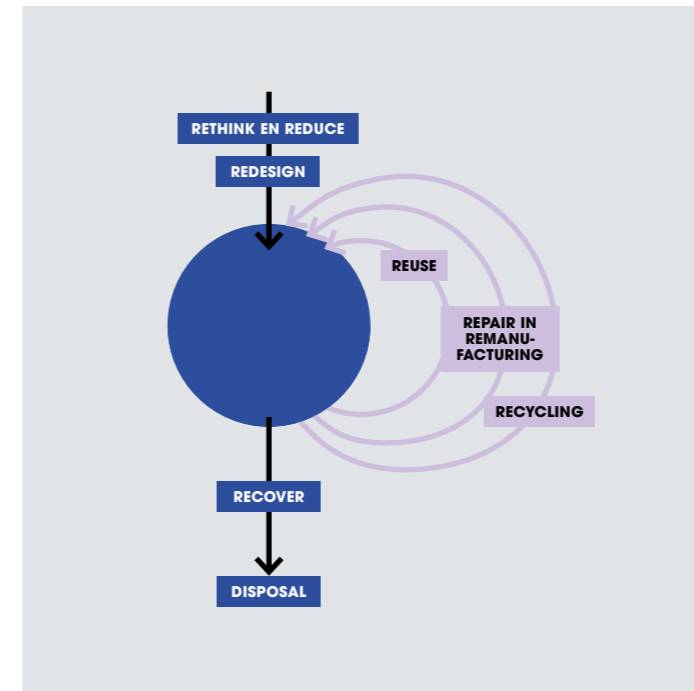 RETHINK EN REDUCE
REDESIGN
REUSE
REPAIR IN
REMANU-
FACTURING
RECYCLING
RECOVER
DISPOSAL